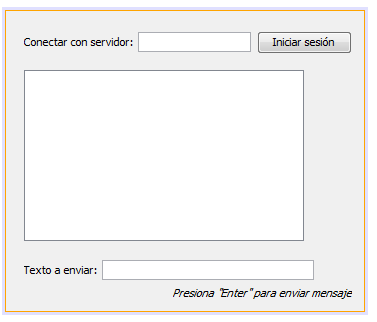 Conectar con servidor: Iniciar sesión
Texto a enviar:
Presiona "Enter" para enviar mensaje